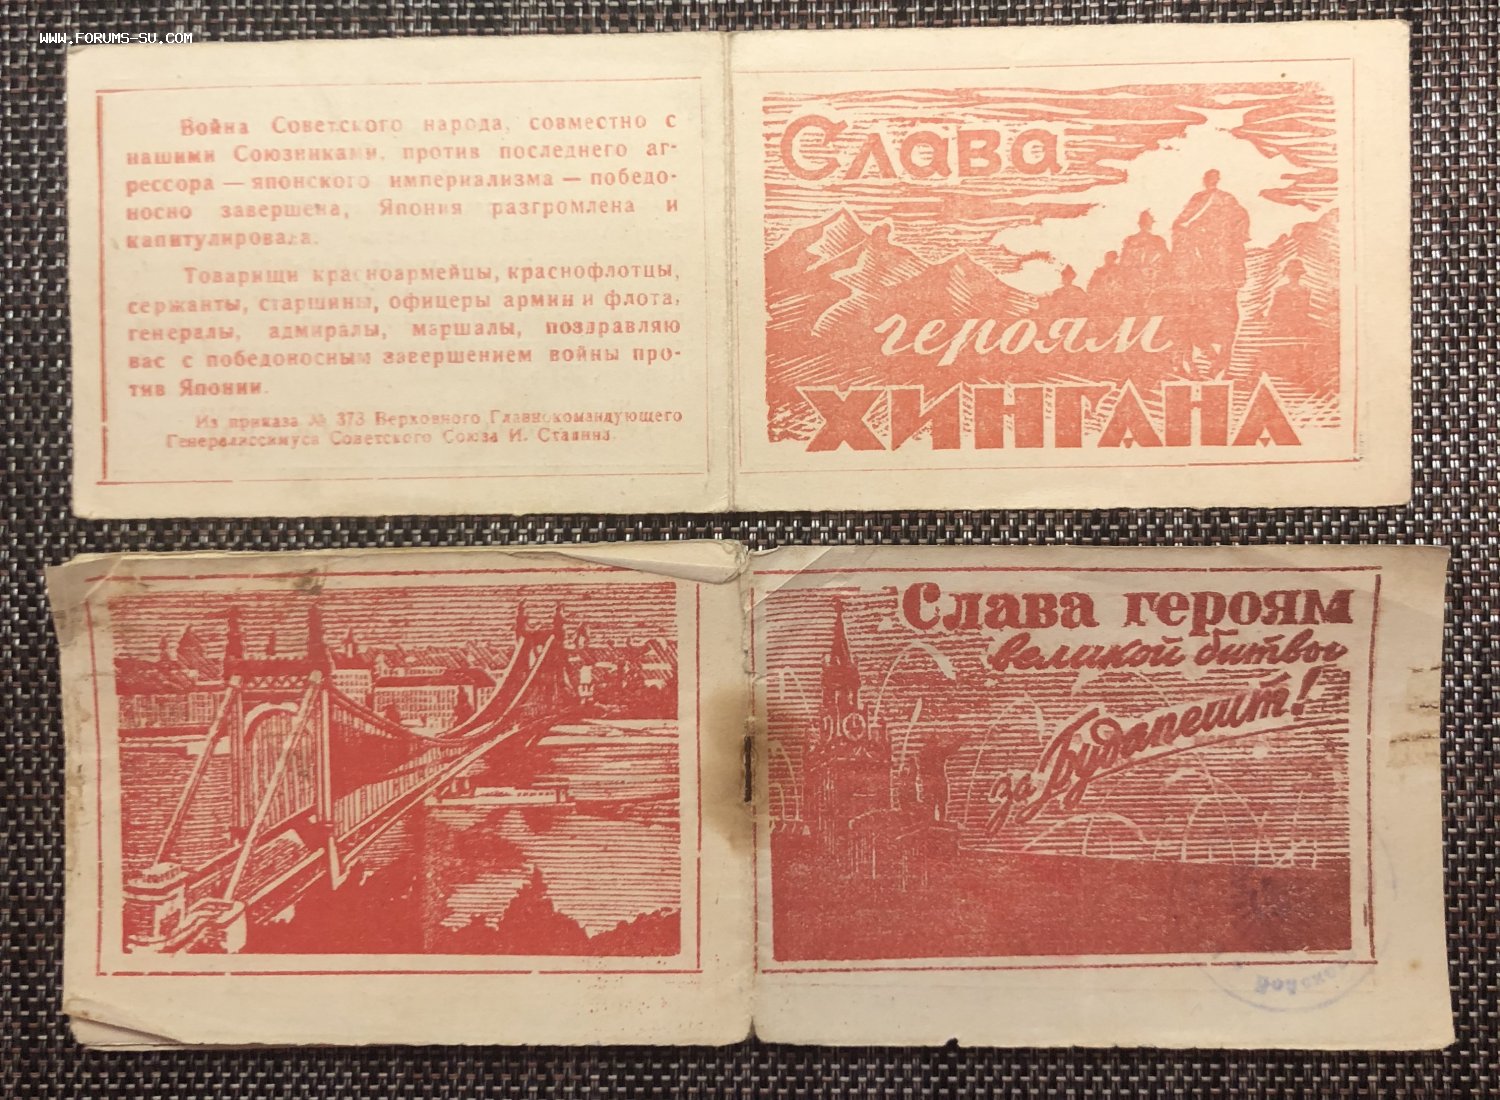 WWW.FORUMS-SU.COM
Война Советского народа, совместно с
нашими Союзниками, против последнего аг-
рессора — японского империализма — победо-
носно завершена, Япония разгромлена и
капитулировала.
Товарищи красноармейцы, краснофлотцы,
сержанты, старшины, офицеры армии и флота,
генералы, адмиралы, маршалы, поздравляю
вас с победоносным завершением войны про-
тив Японии.
Из приказа № 373 Верховного Главнокомандующего
Генералиссимуса Советского Союза И. Сталина.
Слава
героям
ХИНГАНА
Слава героям
великой битвы
за Будапешт!